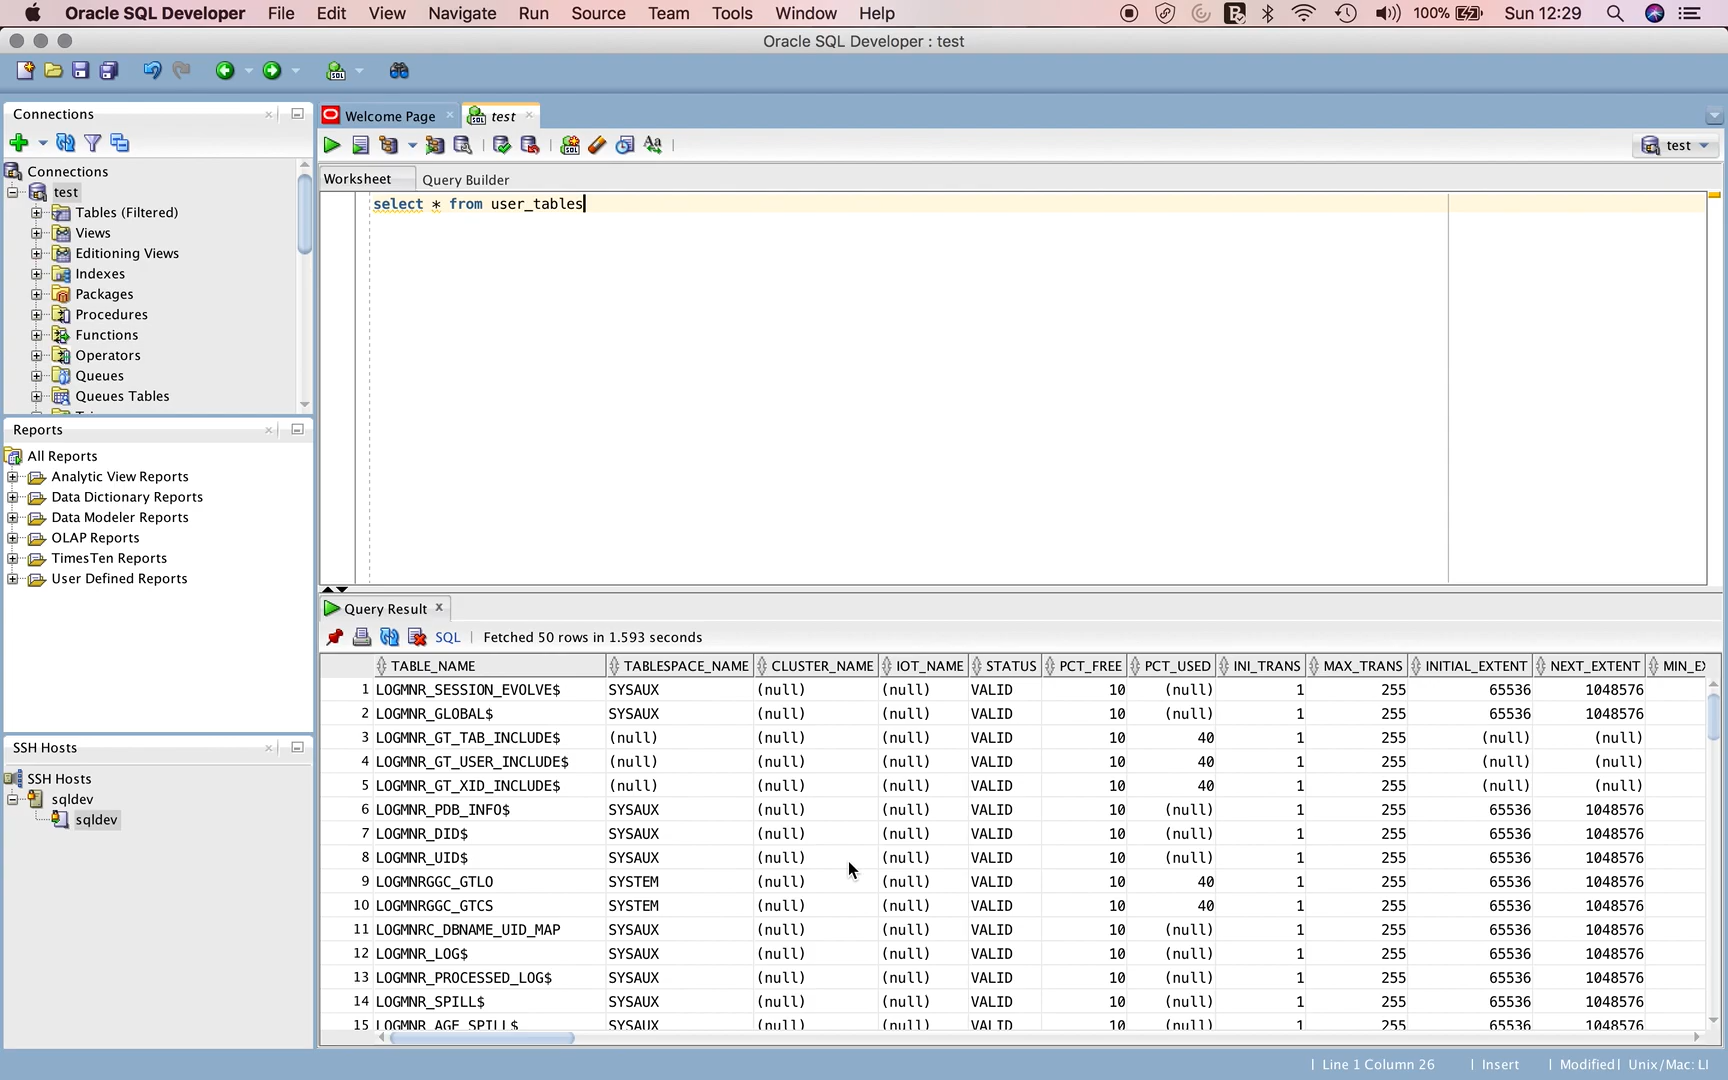 Oracle SQL Developer File Edit View Navigate Run Source Team Tools Window Help 100% Sun 12:29
Oracle SQL Developer : test
Connections
Connections
test
Tables (Filtered)
Views
Editioning Views
Indexes
Packages
Procedures
Functions
Operators
Queues
Queues Tables
Reports
All Reports
Analytic View Reports
Data Dictionary Reports
Data Modeler Reports
OLAP Reports
TimesTen Reports
User Defined Reports
SSH Hosts
SSH Hosts
sqldev
sqldev
Welcome Page test
test
Worksheet Query Builder
select * from user_tables
Query Result
SQL | Fetched 50 rows in 1.593 seconds
TABLE_NAME TABLESPACE_NAME CLUSTER_NAME IOT_NAME STATUS PCT_FREE PCT_USED INI_TRANS MAX_TRANS INITIAL_EXTENT NEXT_EXTENT MIN_EX
1 LOGMNR_SESSION_EVOLVE$ SYSAUX (null) (null) VALID 10 (null) 1 255 65536 1048576
2 LOGMNR_GLOBAL$ SYSAUX (null) (null) VALID 10 (null) 1 255 65536 1048576
3 LOGMNR_GT_TAB_INCLUDE$ (null) (null) (null) VALID 10 40 1 255 (null) (null)
4 LOGMNR_GT_USER_INCLUDE$ (null) (null) (null) VALID 10 40 1 255 (null) (null)
5 LOGMNR_GT_XID_INCLUDE$ (null) (null) (null) VALID 10 40 1 255 (null) (null)
6 LOGMNR_PDB_INFO$ SYSAUX (null) (null) VALID 10 (null) 1 255 65536 1048576
7 LOGMNR_DID$ SYSAUX (null) (null) VALID 10 (null) 1 255 65536 1048576
8 LOGMNR_UID$ SYSAUX (null) (null) VALID 10 (null) 1 255 65536 1048576
9 LOGMNRGGC_GTLO SYSTEM (null) (null) VALID 10 40 1 255 65536 1048576
10 LOGMNRGGC_GTCS SYSTEM (null) (null) VALID 10 40 1 255 65536 1048576
11 LOGMNRC_DBNAME_UID_MAP SYSAUX (null) (null) VALID 10 (null) 1 255 65536 1048576
12 LOGMNR_LOG$ SYSAUX (null) (null) VALID 10 (null) 1 255 65536 1048576
13 LOGMNR_PROCESSED_LOG$ SYSAUX (null) (null) VALID 10 (null) 1 255 65536 1048576
14 LOGMNR_SPILL$ SYSAUX (null) (null) VALID 10 (null) 1 255 65536 1048576
15 LOGMNR_AGE_SPILL$ SYSAUX (null) (null) VALID 10 (null) 1 255 65536 1048576
| Line 1 Column 26 | Insert | Modified| Unix/Mac: LI